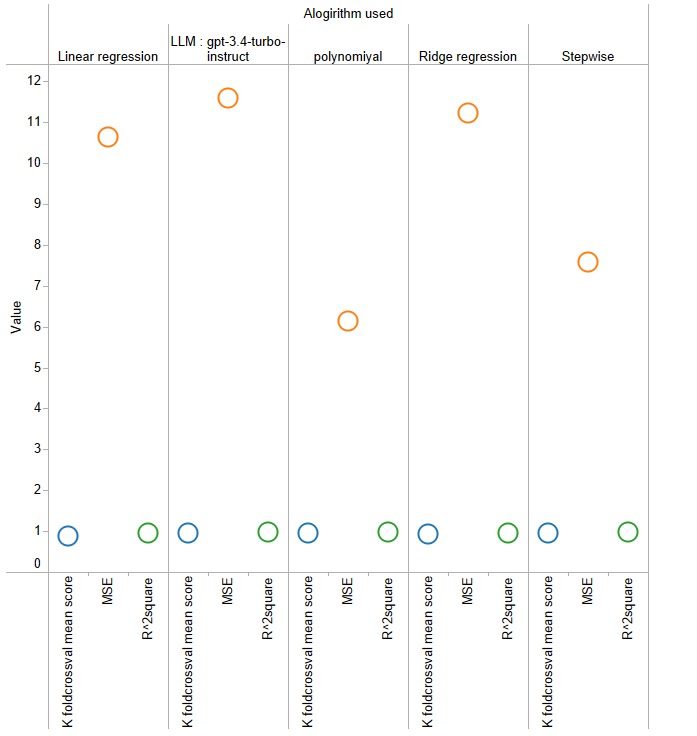 Alogirithm used
Linear regression
LLM : gpt-3.4-turbo-
instruct
polynomiyal
Ridge regression
Stepwise
12
11
10
9
8
7
6
5
4
3
2
1
0
Value
K foldcrossval mean score
MSE
R^2square
K foldcrossval mean score
MSE
R^2square
K foldcrossval mean score
MSE
R^2square
K foldcrossval mean score
MSE
R^2square
K foldcrossval mean score
MSE
R^2square